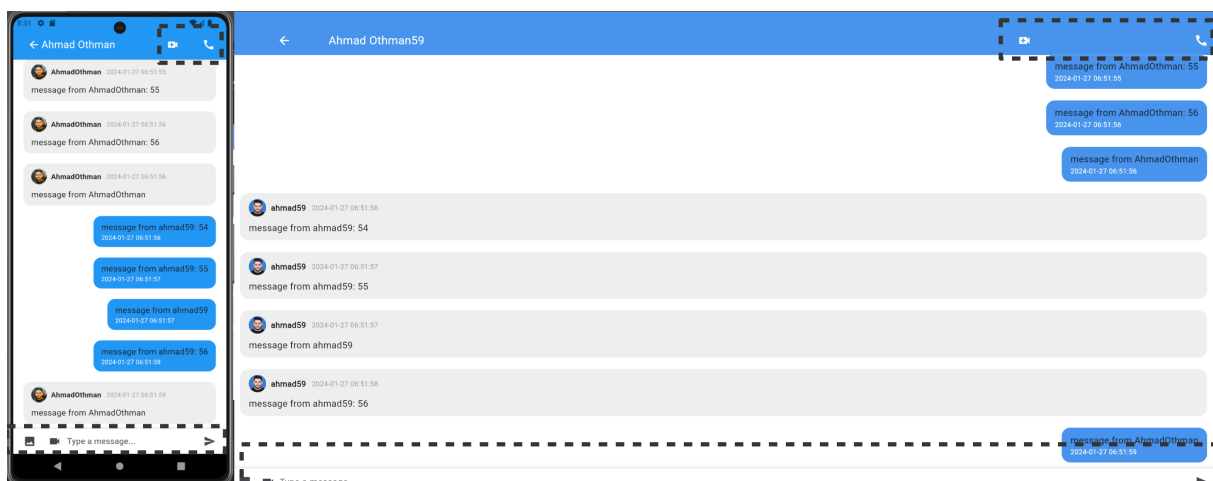 8:31
Ahmad Othman
AhmadOthman 2024-01-27 06:51:55
message from AhmadOthman: 55
AhmadOthman 2024-01-27 06:51:56
message from AhmadOthman: 56
AhmadOthman 2024-01-27 06:51:56
message from AhmadOthman
message from ahmad59: 54
2024-01-27 06:51:56
message from ahmad59: 55
2024-01-27 06:51:57
message from ahmad59
2024-01-27 06:51:57
message from ahmad59: 56
2024-01-27 06:51:58
AhmadOthman 2024-01-27 06:51:59
message from AhmadOthman
Type a message...
Ahmad Othman59
message from AhmadOthman: 55
2024-01-27 06:51:55
message from AhmadOthman: 56
2024-01-27 06:51:56
message from AhmadOthman
2024-01-27 06:51:56
ahmad59 2024-01-27 06:51:56
message from ahmad59: 54
ahmad59 2024-01-27 06:51:57
message from ahmad59: 55
ahmad59 2024-01-27 06:51:57
message from ahmad59
ahmad59 2024-01-27 06:51:58
message from ahmad59: 56
message from AhmadOthman
2024-01-27 06:51:59
Type a message